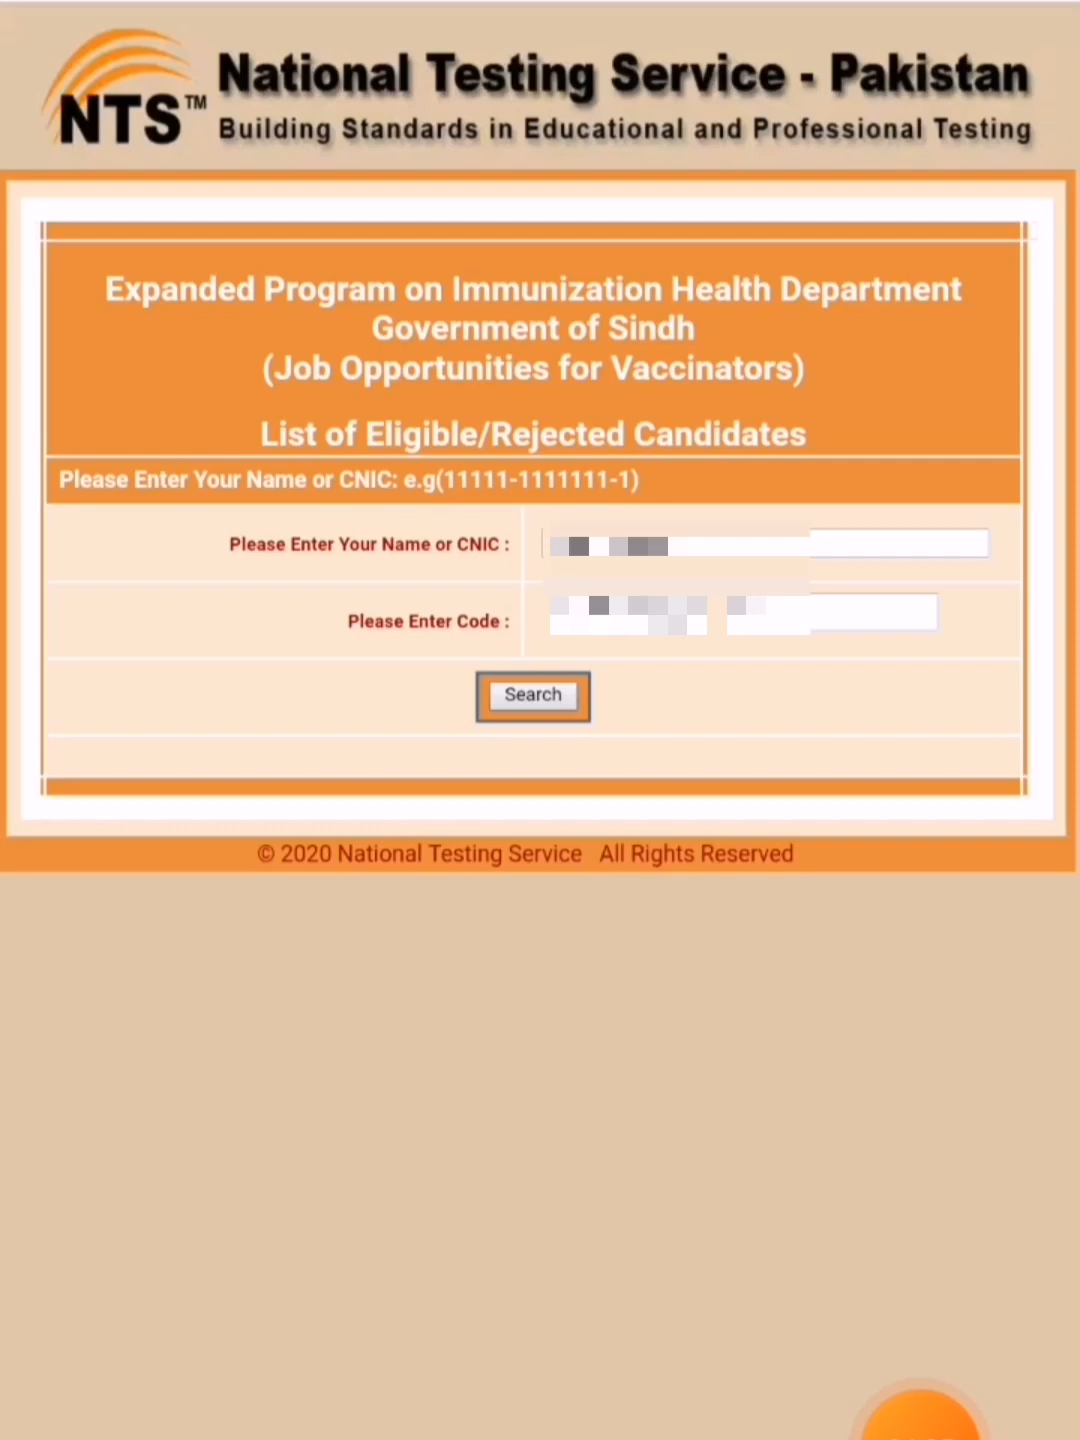 NTS™
National Testing Service - Pakistan
Building Standards in Educational and Professional Testing
Expanded Program on Immunization Health Department
Government of Sindh
(Job Opportunities for Vaccinators)
List of Eligible/Rejected Candidates
Please Enter Your Name or CNIC: e.g(11111-1111111-1)
Please Enter Your Name or CNIC :
Please Enter Code :
Search
© 2020 National Testing Service   All Rights Reserved